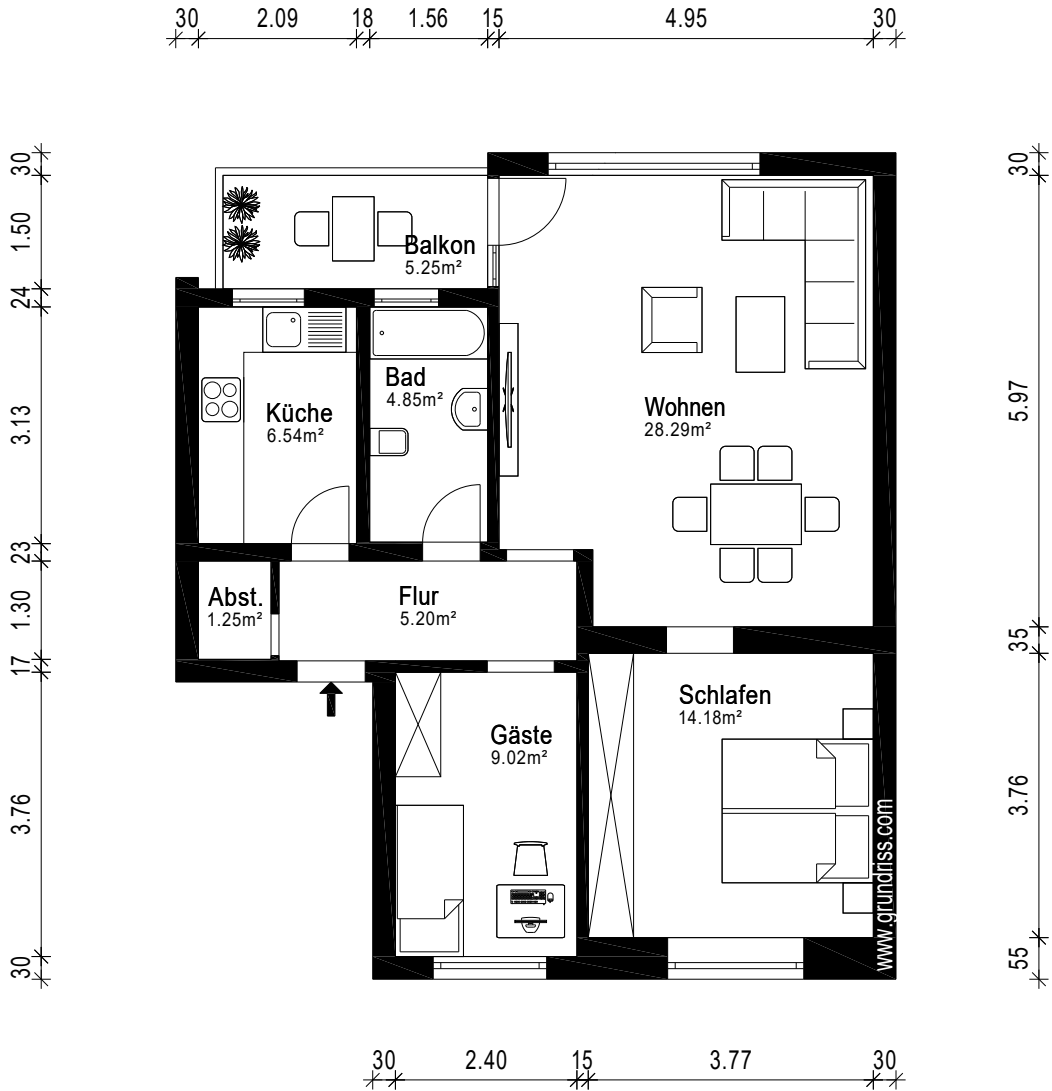 30 2.09 18 1.56 15 4.95 30
30
1.50
24
3.13
23
1.30
17
3.76
30
Balkon
5.25m²
Bad
4.85m²
Küche
6.54m²
Wohnen
28.29m²
Abst.
1.25m²
Flur
5.20m²
Schlafen
14.18m²
Gäste
9.02m²
www.grundriss.com
30
5.97
35
3.76
55
30 2.40 15 3.77 30